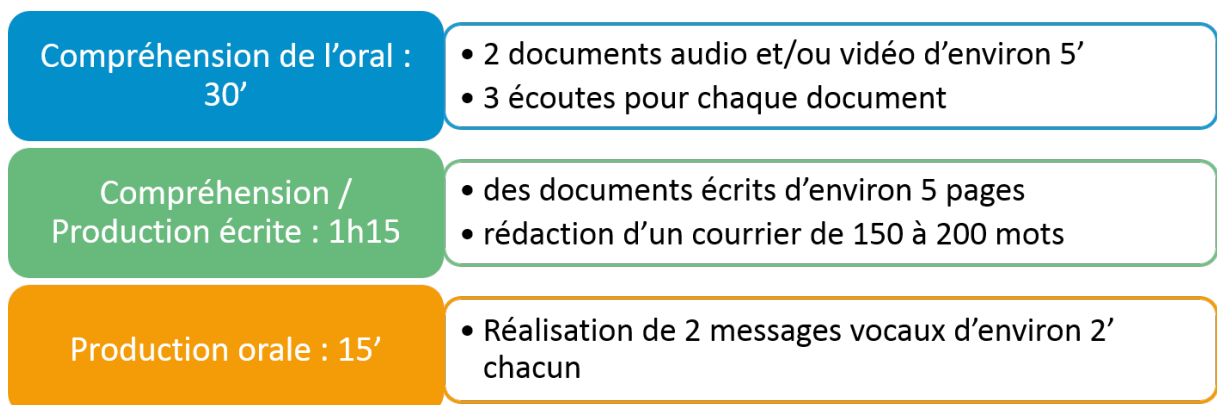 Compréhension de l’oral :
30’
• 2 documents audio et/ou vidéo d’environ 5’
• 3 écoutes pour chaque document
Compréhension /
Production écrite : 1h15
• des documents écrits d’environ 5 pages
• rédaction d’un courrier de 150 à 200 mots
Production orale : 15’
• Réalisation de 2 messages vocaux d’environ 2’
chacun